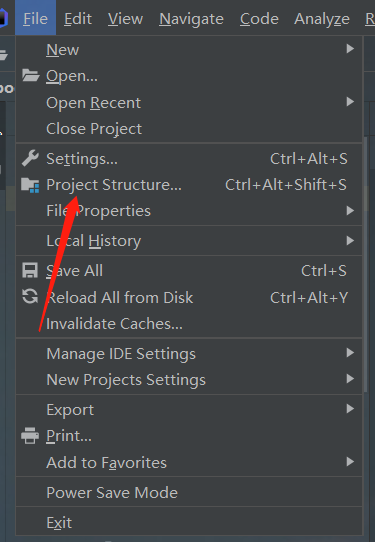 File Edit View Navigate Code Analyze R
New
Open...
Open Recent
Close Project
Settings... Ctrl+Alt+S
Project Structure... Ctrl+Alt+Shift+S
File Properties
Local History
Save All Ctrl+S
Reload All from Disk Ctrl+Alt+Y
Invalidate Caches...
Manage IDE Settings
New Projects Settings
Export
Print...
Add to Favorites
Power Save Mode
Exit